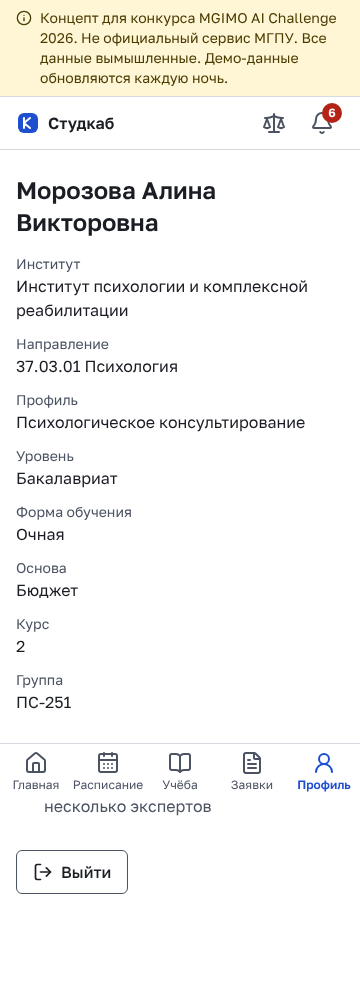 Концепт для конкурса MGIMO AI Challenge
2026. Не официальный сервис МГПУ. Все
данные вымышленные. Демо-данные
обновляются каждую ночь.
Студкаб
6
Морозова Алина
Викторовна
Институт
Институт психологии и комплексной
реабилитации
Направление
37.03.01 Психология
Профиль
Психологическое консультирование
Уровень
Бакалавриат
Форма обучения
Очная
Основа
Бюджет
Курс
2
Группа
ПС-251
Главная Расписание Учёба Заявки Профиль
несколько экспертов
Выйти